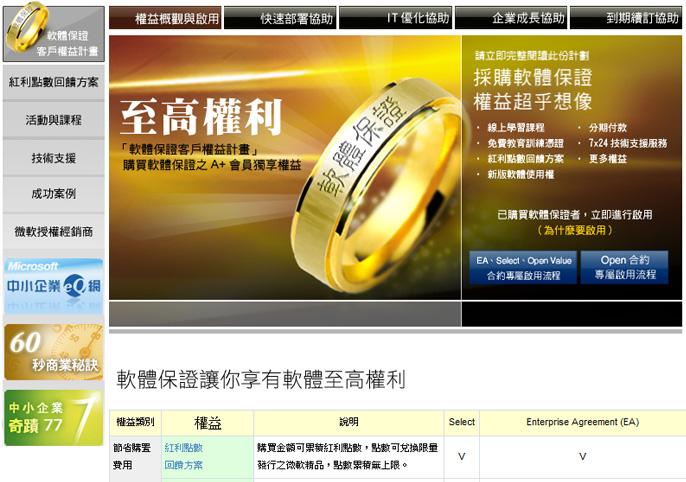 軟體保證
客戶權益計畫
權益概觀與啟用
快速部署協助
IT 優化協助
企業成長協助
到期續訂協助
紅利點數回饋方案
活動與課程
技術支援
成功案例
微軟授權經銷商
Microsoft
中小企業eQ網
60
秒商業秘訣
中小企業
奇蹟 77
7
至高權利
「軟體保證客戶權益計畫」
購買軟體保證之 A+ 會員獨享權益
軟體保證
請立即完整閱讀此份計劃
採購軟體保證
權益超乎想像
· 線上學習課程
· 免費教育訓練憑證
· 紅利點數回饋方案
· 新版軟體使用權
· 分期付款
· 7x24 技術支援服務
· 更多權益
已購買軟體保證者，立即進行啟用
（為什麼要啟用）
EA、Select、Open Value
合約專屬啟用流程
Open 合約
專屬啟用流程
軟體保證讓你享有軟體至高權利
權益類別 權益 說明 Select Enterprise Agreement (EA)
節省購置
費用
紅利點數
回饋方案
購買金額可累積紅利點數，點數可兌換限量
發行之微軟精品，點數累積無上限。
V V